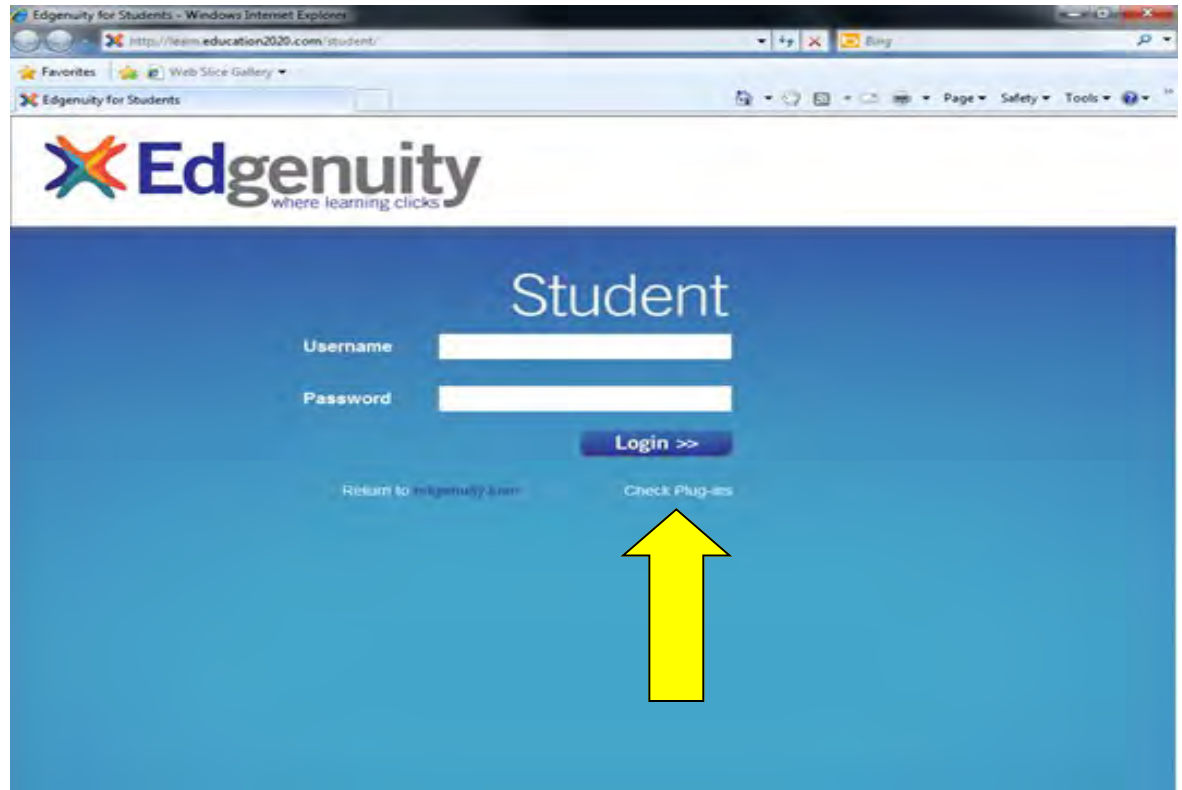 Edgenuity for Students - Windows Internet Explorer
http://learn.education2020.com/student/
Bing
Favorites Web Slice Gallery
Edgenuity for Students
Page Safety Tools
Edgenuity
where learning clicks
Student
Username
Password
Login >>
Return to edgenuity.com
Check Plug-ins